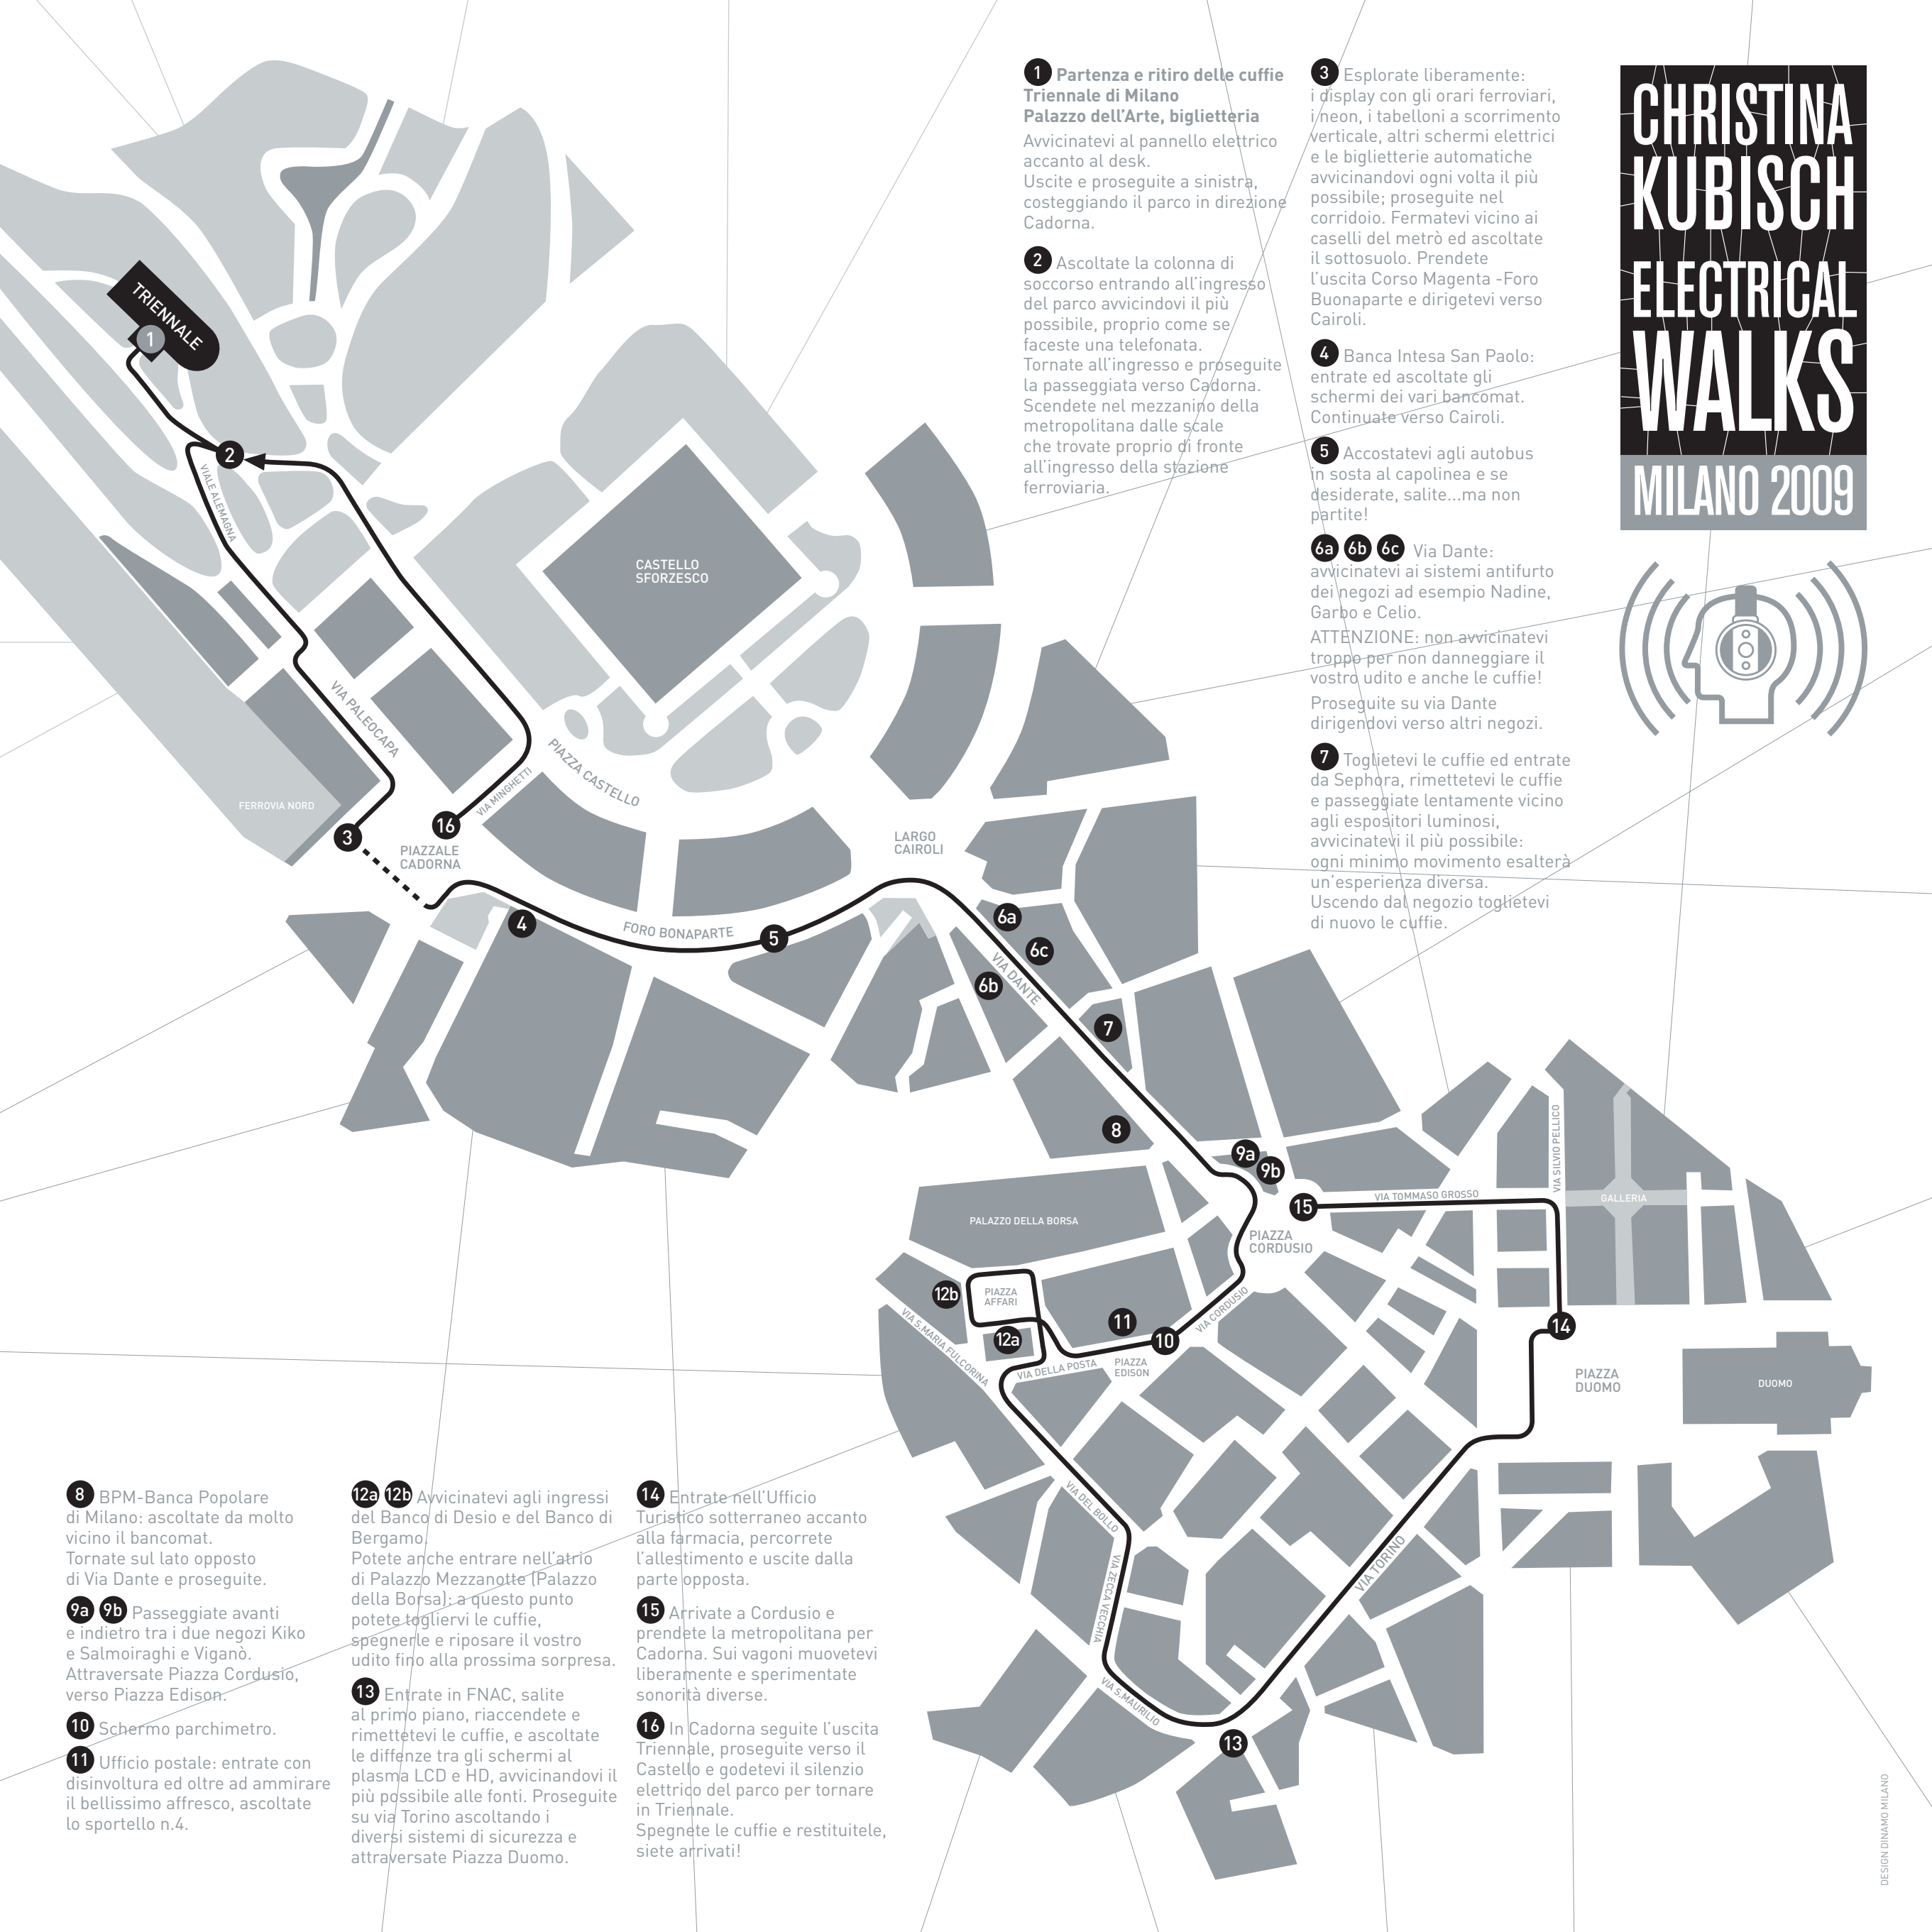 1 Partenza e ritiro delle cuffie
Triennale di Milano
Palazzo dell'Arte, biglietteria
Avvicinatevi al pannello elettrico
accanto al desk.
Uscite e proseguite a sinistra,
costeggiando il parco in direzione
Cadorna.
2 Ascoltate la colonna di
soccorso entrando all'ingresso
del parco avvicindovi il più
possibile, proprio come se
faceste una telefonata.
Tornate all'ingresso e proseguite
la passeggiata verso Cadorna.
Scendete nel mezzanino della
metropolitana dalle scale
che trovate proprio di fronte
all'ingresso della stazione
ferroviaria.
3 Esplorate liberamente:
i display con gli orari ferroviari,
i neon, i tabelloni a scorrimento
verticale, altri schermi elettrici
e le biglietterie automatiche
avvicinandovi ogni volta il più
possibile; proseguite nel
corridoio. Fermatevi vicino ai
caselli del metrò ed ascoltate
il sottosuolo. Prendete
l'uscita Corso Magenta -Foro
Buonaparte e dirigetevi verso
Cairoli.
4 Banca Intesa San Paolo:
entrate ed ascoltate gli
schermi dei vari bancomat.
Continuate verso Cairoli.
5 Accostatevi agli autobus
in sosta al capolinea e se
desiderate, salite...ma non
partite!
6a 6b 6c Via Dante:
avvicinatevi ai sistemi antifurto
dei negozi ad esempio Nadine,
Garbo e Celio.
ATTENZIONE: non avvicinatevi
troppo per non danneggiare il
vostro udito e anche le cuffie!
Proseguite su via Dante
dirigendovi verso altri negozi.
7 Toglietevi le cuffie ed entrate
da Sephora, rimettetevi le cuffie
e passeggiate lentamente vicino
agli espositori luminosi,
avvicinatevi il più possibile:
ogni minimo movimento esalterà
un'esperienza diversa.
Uscendo dal negozio toglietevi
di nuovo le cuffie.
CHRISTINA
KUBISCH
ELECTRICAL
WALKS
MILANO 2009
TRIENNALE
1
2
VIALE ALEMAGNA
CASTELLO
SFORZESCO
VIA PALEOCAPA
PIAZZA CASTELLO
VIA MINGHETTI
FERROVIA NORD
3
16
PIAZZALE
CADORNA
LARGO
CAIROLI
4
FORO BONAPARTE
5
6a
6c
6b
VIA DANTE
7
8
9a
9b
15
VIA TOMMASO GROSSO
VIA SILVIO PELLICO
GALLERIA
PALAZZO DELLA BORSA
PIAZZA
CORDUSIO
12b
PIAZZA
AFFARI
12a
11
10
VIA CORDUSIO
VIA S.MARIA FULCORINA
VIA DELLA POSTA
PIAZZA
EDISON
14
PIAZZA
DUOMO
DUOMO
VIA DEL BOLLO
VIA ZECCA VECCHIA
VIA TORINO
VIA S.MAURILIO
13
8 BPM-Banca Popolare
di Milano: ascoltate da molto
vicino il bancomat.
Tornate sul lato opposto
di Via Dante e proseguite.
9a 9b Passeggiate avanti
e indietro tra i due negozi Kiko
e Salmoiraghi e Viganò.
Attraversate Piazza Cordusio,
verso Piazza Edison.
10 Schermo parchimetro.
11 Ufficio postale: entrate con
disinvoltura ed oltre ad ammirare
il bellissimo affresco, ascoltate
lo sportello n.4.
12a 12b Avvicinatevi agli ingressi
del Banco di Desio e del Banco di
Bergamo.
Potete anche entrare nell'atrio
di Palazzo Mezzanotte (Palazzo
della Borsa): a questo punto
potete togliervi le cuffie,
spegnerle e riposare il vostro
udito fino alla prossima sorpresa.
13 Entrate in FNAC, salite
al primo piano, riaccendete e
rimettetevi le cuffie, e ascoltate
le diffenze tra gli schermi al
plasma LCD e HD, avvicinandovi il
più possibile alle fonti. Proseguite
su via Torino ascoltando i
diversi sistemi di sicurezza e
attraversate Piazza Duomo.
14 Entrate nell'Ufficio
Turistico sotterraneo accanto
alla farmacia, percorrete
l'allestimento e uscite dalla
parte opposta.
15 Arrivate a Cordusio e
prendete la metropolitana per
Cadorna. Sui vagoni muovetevi
liberamente e sperimentate
sonorità diverse.
16 In Cadorna seguite l'uscita
Triennale, proseguite verso il
Castello e godetevi il silenzio
elettrico del parco per tornare
in Triennale.
Spegnete le cuffie e restituitele,
siete arrivati!
DESIGN DINAMO MILANO